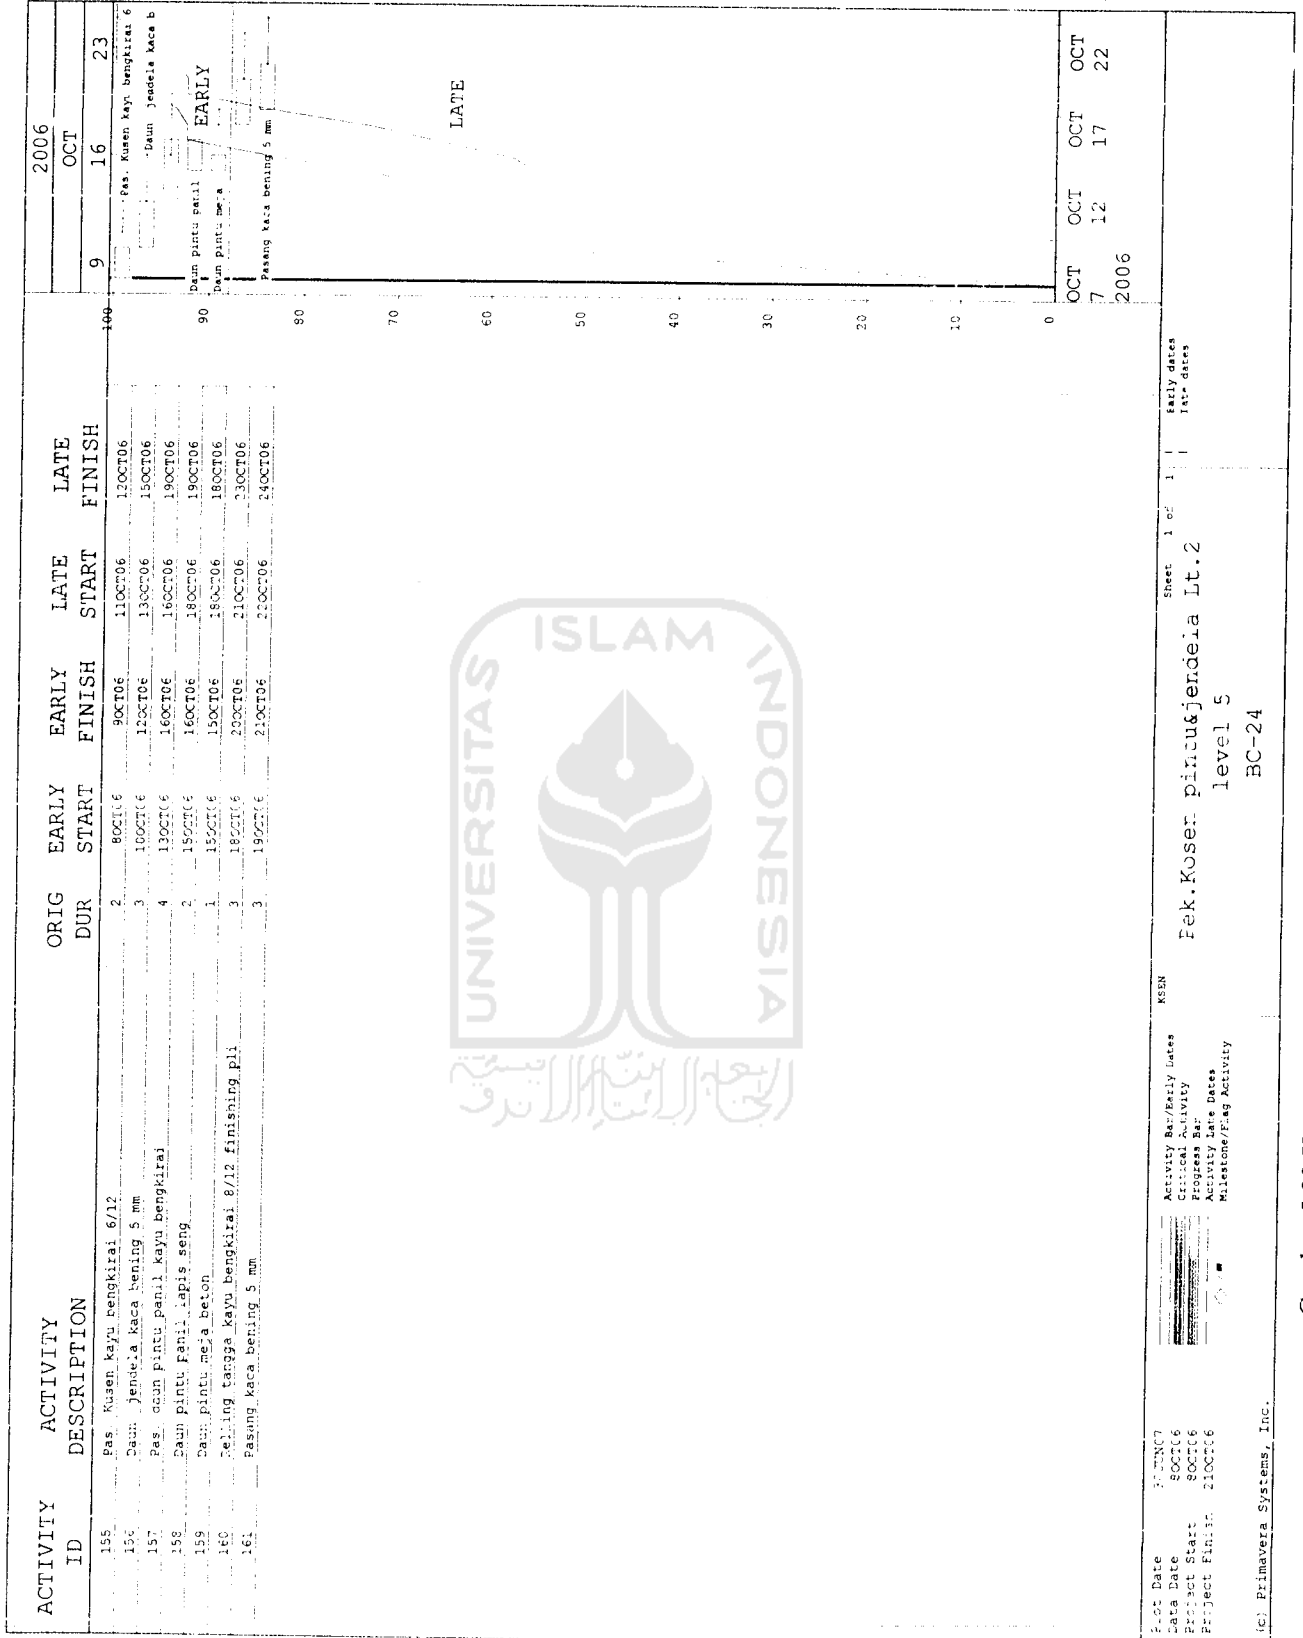 ACTIVITY ID ACTIVITY DESCRIPTION ORIG DUR EARLY START EARLY FINISH LATE START LATE FINISH
2006
OCT
9 16 23
155 Pas. Kusen kayu bengkirai 6/12 2 8OCT06 9OCT06 11OCT06 12OCT06
156 Daun jendela kaca bening 5 mm 3 10OCT06 12OCT06 13OCT06 15OCT06
157 Pas. daun pintu panil kayu bengkirai 4 13OCT06 16OCT06 16OCT06 19OCT06
158 Daun pintu panil lapis seng 2 15OCT06 16OCT06 18OCT06 19OCT06
159 Daun pintu meja beton 1 15OCT06 15OCT06 18OCT06 18OCT06
160 Relling tangga kayu bengkirai 8/12 finishing pli 3 18OCT06 20OCT06 21OCT06 23OCT06
161 Pasang kaca bening 5 mm 3 19OCT06 21OCT06 22OCT06 24OCT06
Pas. Kusen kayu bengkirai 6
Daun jendela kaca b
Daun pintu panil
Daun pintu meja
Pasang kaca bening 5 mm
EARLY
LATE
100
90
80
70
60
50
40
30
20
10
0
OCT OCT OCT OCT
7 12 17 22
2006
UNIVERSITAS ISLAM INDONESIA
Plot Date
Data Date 8OCT06
Project Start 8OCT06
Project Finish 21OCT06
(c) Primavera Systems, Inc.
Activity Bar/Early Dates
Critical Activity
Progress Bar
Activity Late Dates
Milestone/Flag Activity
KSEN
Pek.Kosen pintu&jendela Lt.2
level 5
BC-24
Sheet 1 of 1
Early dates
Late dates